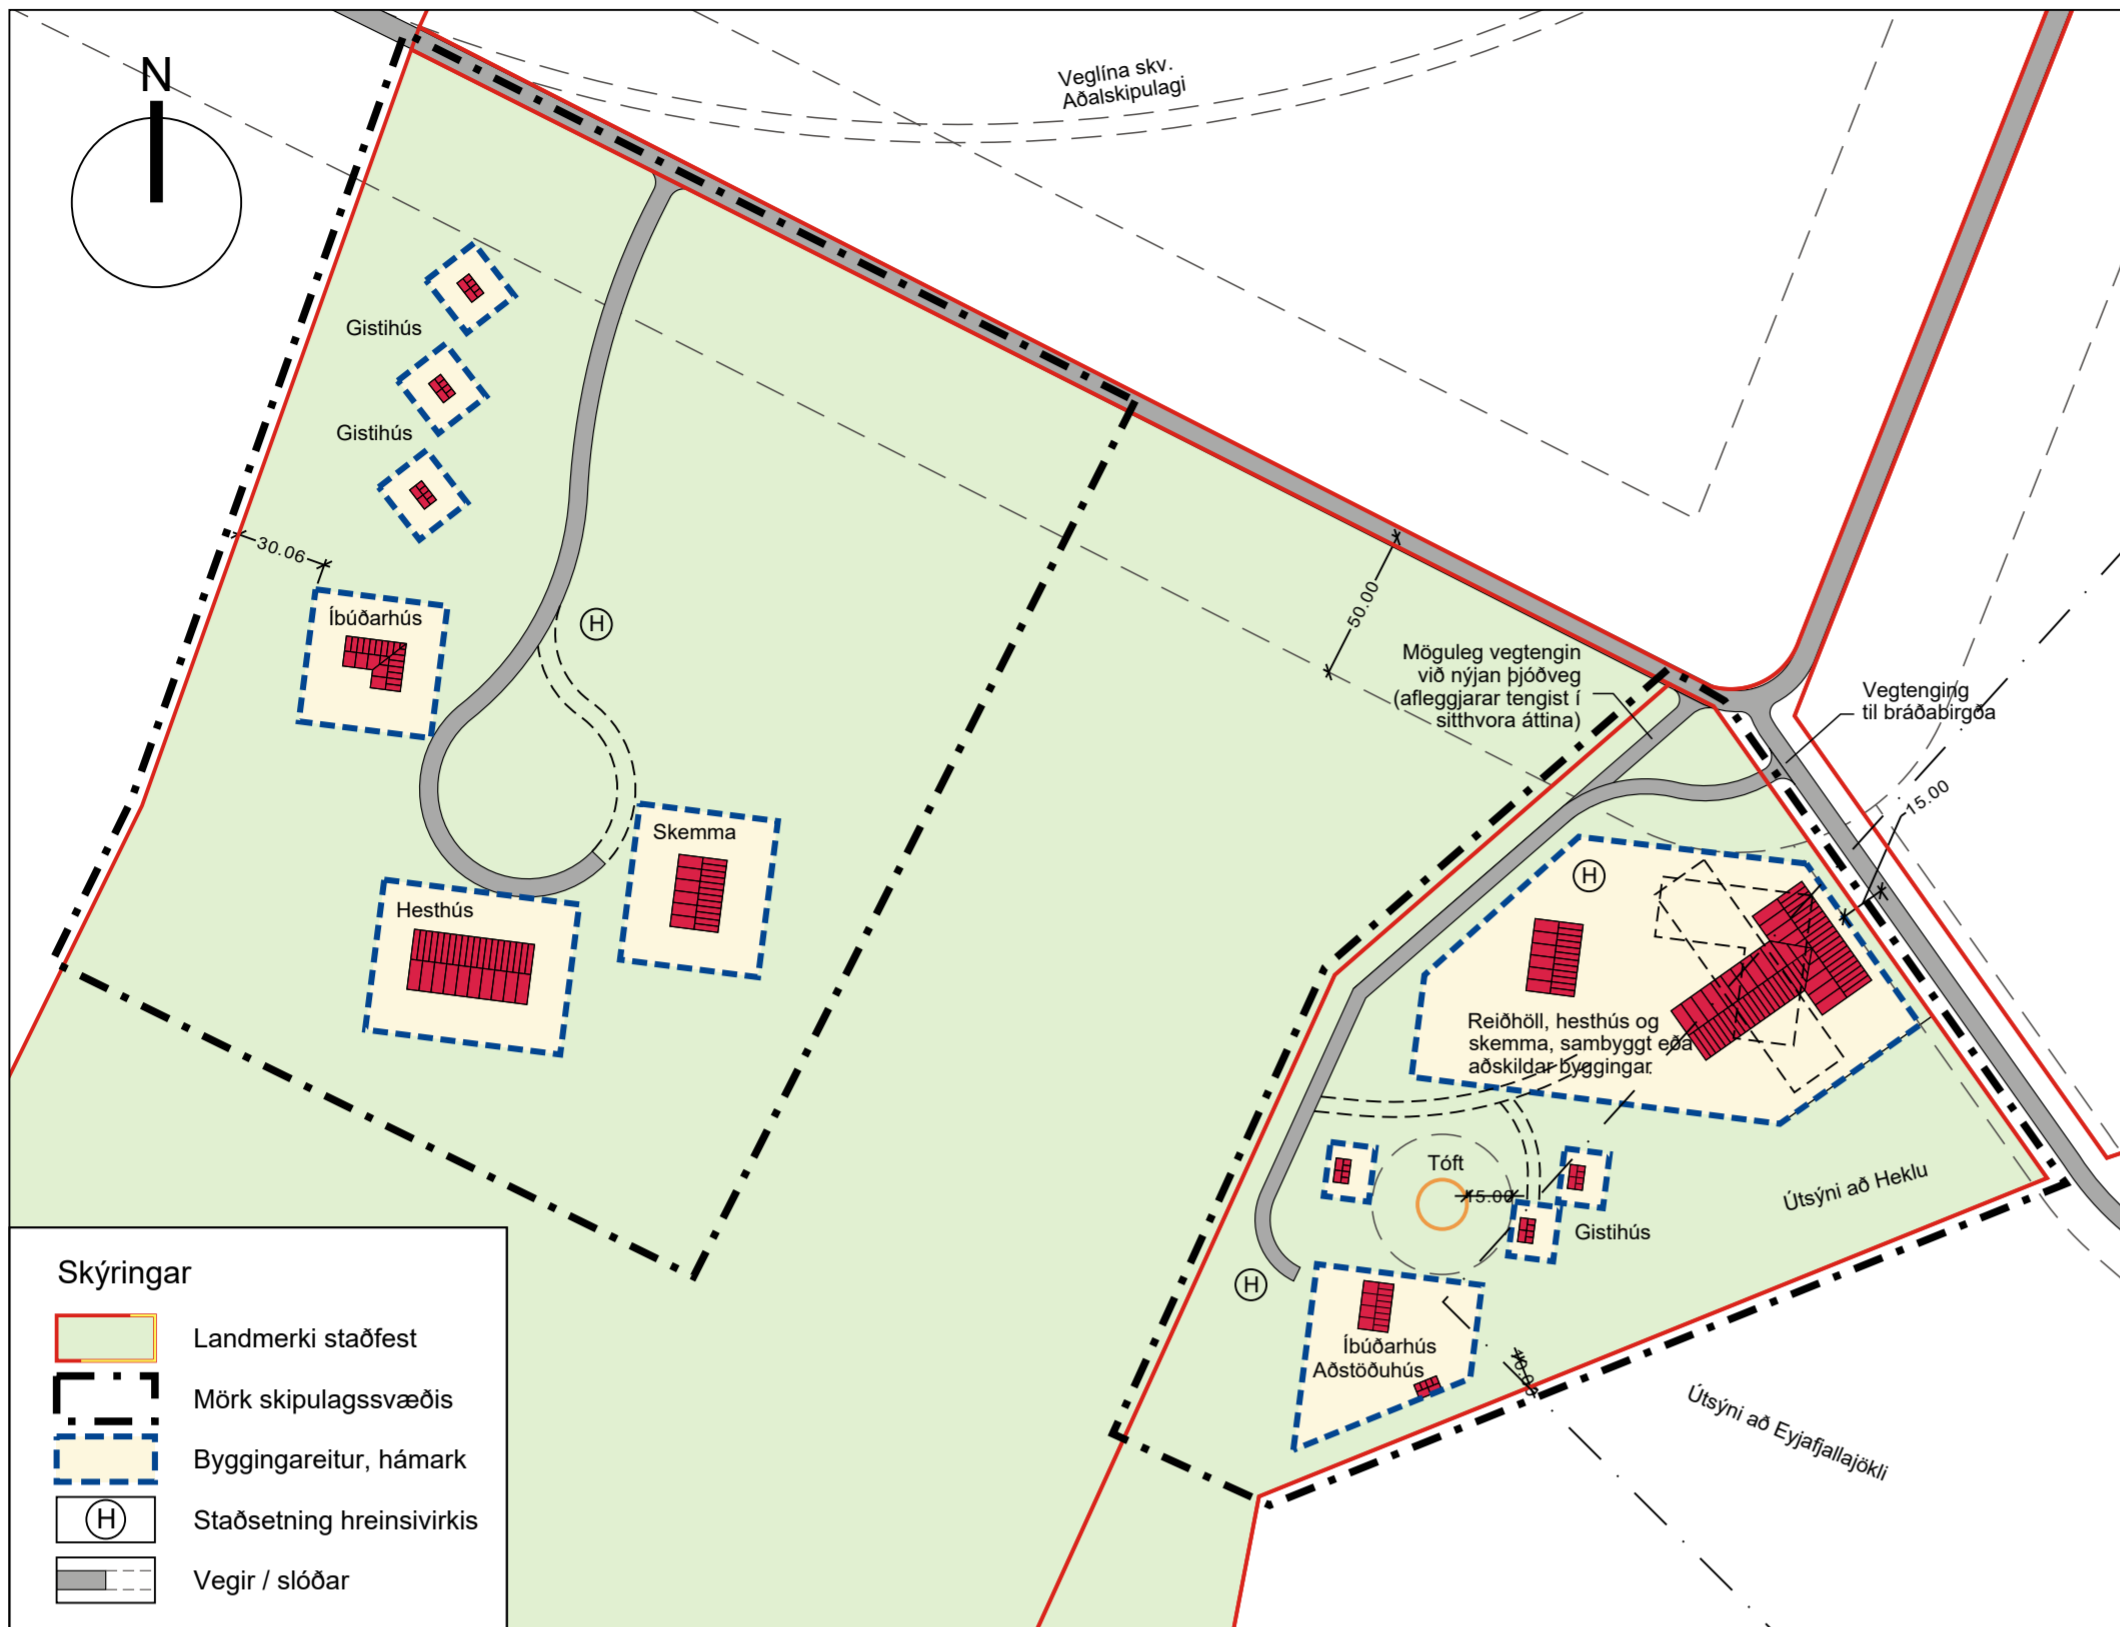 N
Veglína skv.
Aðalskipulagi
Gistihús
Gistihús
30.06
Íbúðarhús
H
50.00
Möguleg vegtengin
við nýjan þjóðveg
(afleggjarar tengist í
sitthvora áttina)
Vegtenging
til bráðabirgða
15.00
Skemma
Hesthús
H
Reiðhöll, hesthús og
skemma, sambyggt eða
aðskildar byggingar
Tóft
15.00
Gistihús
Útsýni að Heklu
H
Íbúðarhús
Aðstöðuhús
Útsýni að Eyjafjallajökli
Skýringar
Landmerki staðfest
Mörk skipulagssvæðis
Byggingareitur, hámark
H
Staðsetning hreinsivirkis
Vegir / slóðar